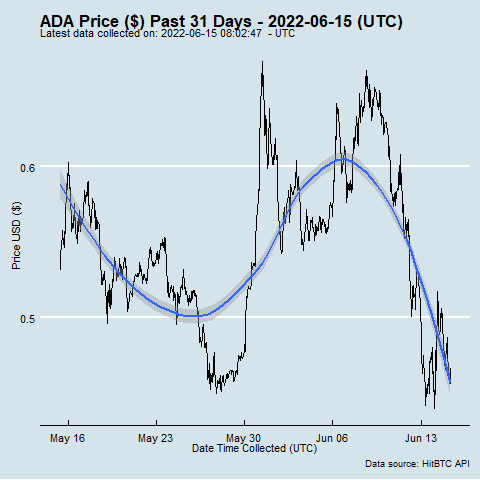 ADA Price ($) Past 31 Days - 2022-06-15 (UTC)
Latest data collected on: 2022-06-15 08:02:47 - UTC
0.6
Price USD ($)
0.5
May 16 May 23 May 30 Jun 06 Jun 13
Date Time Collected (UTC)
Data source: HitBTC API